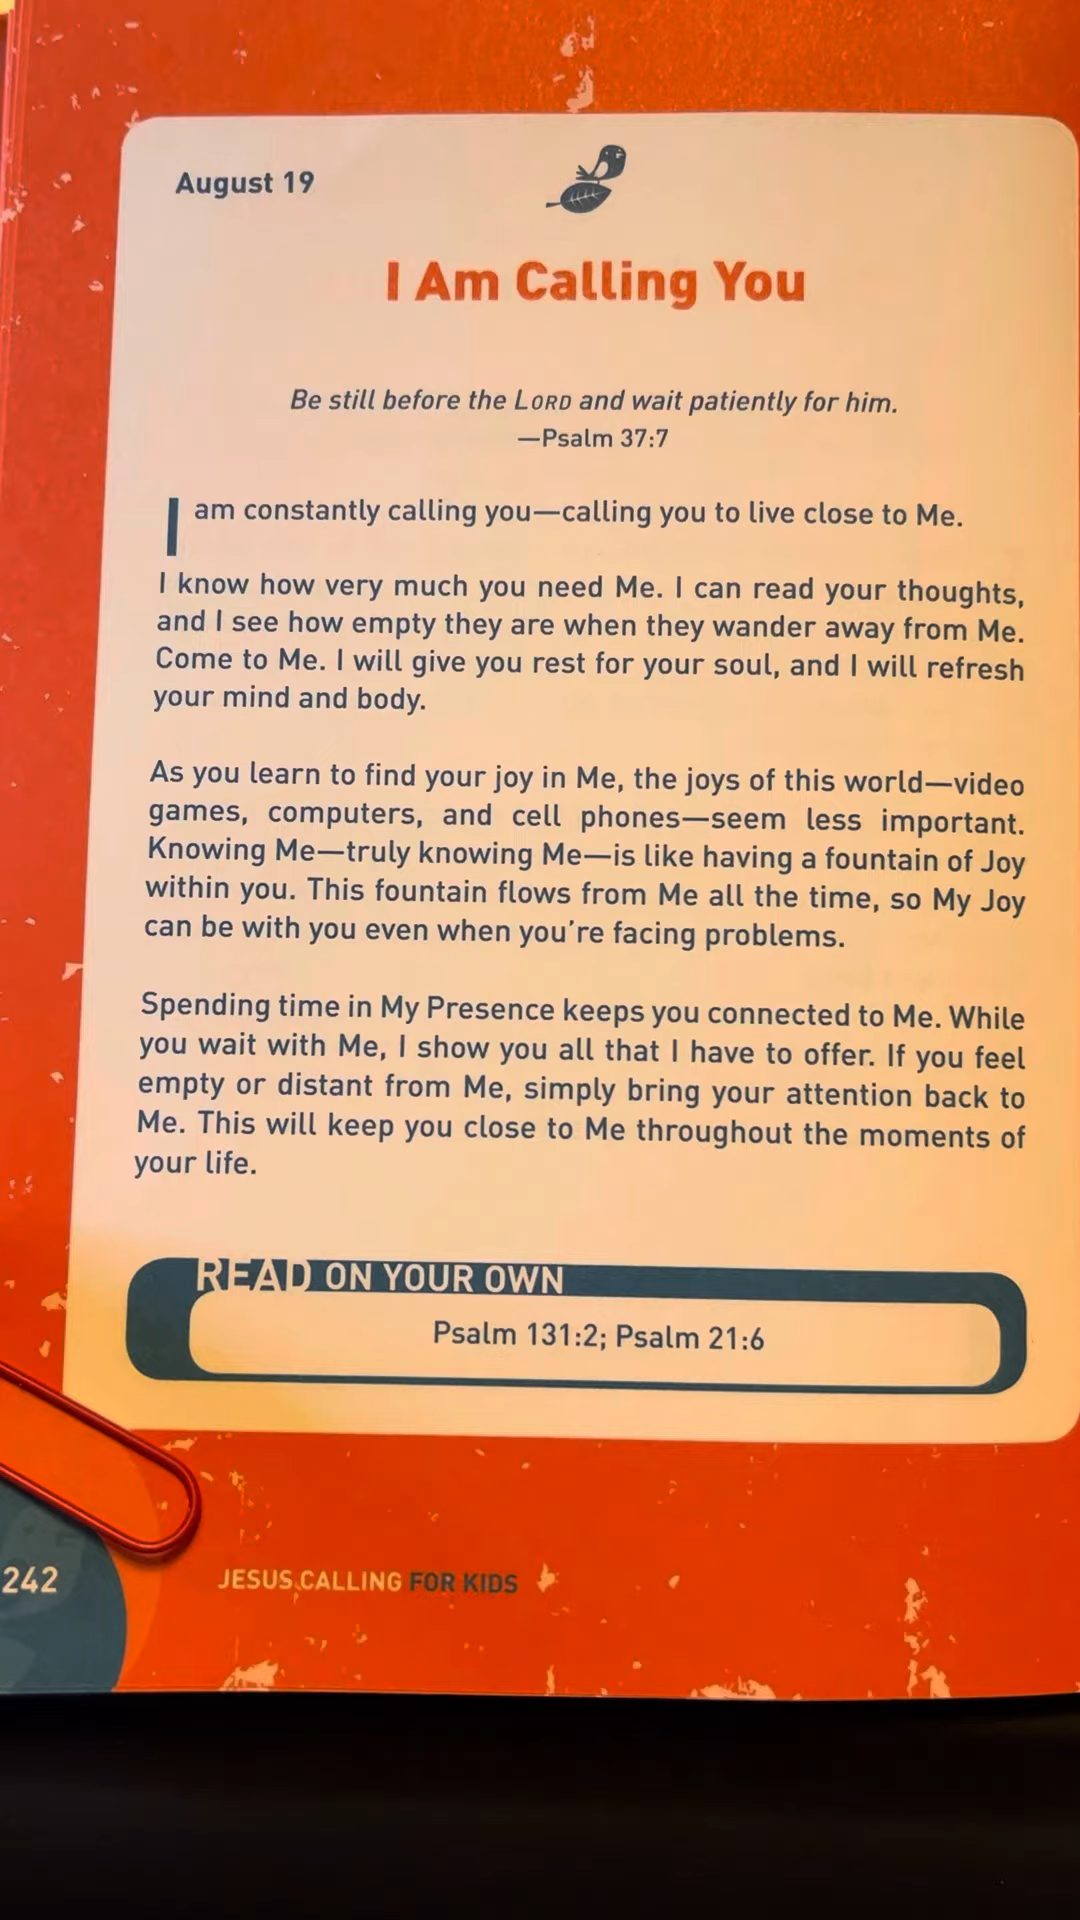 August 19
I Am Calling You
Be still before the LORD and wait patiently for him.
—Psalm 37:7
I am constantly calling you—calling you to live close to Me.
I know how very much you need Me. I can read your thoughts,
and I see how empty they are when they wander away from Me.
Come to Me. I will give you rest for your soul, and I will refresh
your mind and body.
As you learn to find your joy in Me, the joys of this world—video
games, computers, and cell phones—seem less important.
Knowing Me—truly knowing Me—is like having a fountain of Joy
within you. This fountain flows from Me all the time, so My Joy
can be with you even when you're facing problems.
Spending time in My Presence keeps you connected to Me. While
you wait with Me, I show you all that I have to offer. If you feel
empty or distant from Me, simply bring your attention back to
Me. This will keep you close to Me throughout the moments of
your life.
READ ON YOUR OWN
Psalm 131:2; Psalm 21:6
242
JESUS CALLING FOR KIDS